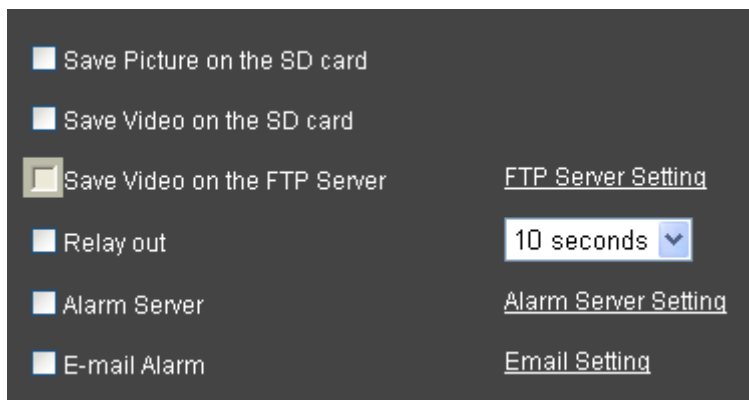 Save Picture on the SD card
Save Video on the SD card
Save Video on the FTP Server FTP Server Setting
Relay out 10 seconds
Alarm Server Alarm Server Setting
E-mail Alarm Email Setting